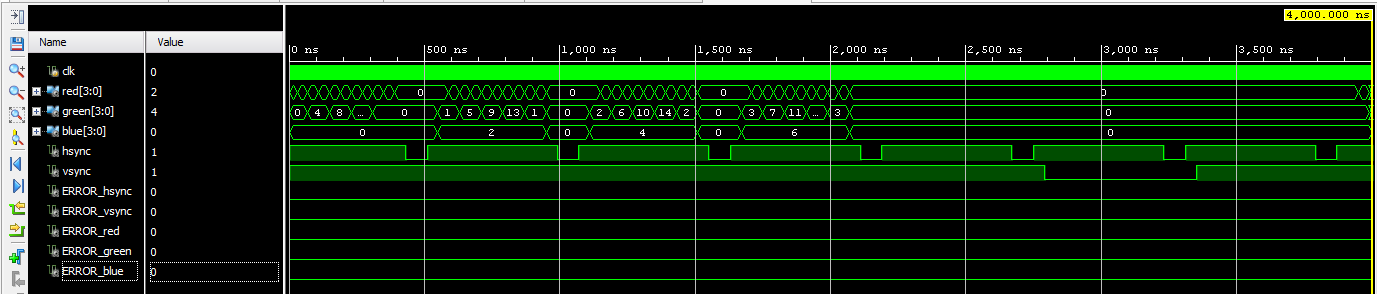 4,000.000 ns
Name Value
0 ns 500 ns 1,000 ns 1,500 ns 2,000 ns 2,500 ns 3,000 ns 3,500 ns
clk 0
red[3:0] 2 0 0 0 0
green[3:0] 4 0 4 8 ... 0 1 5 9 13 1 0 2 6 10 14 2 0 3 7 11 ... 3 0
blue[3:0] 0 0 2 0 4 0 6 0
hsync 1
vsync 1
ERROR_hsync 0
ERROR_vsync 0
ERROR_red 0
ERROR_green 0
ERROR_blue 0